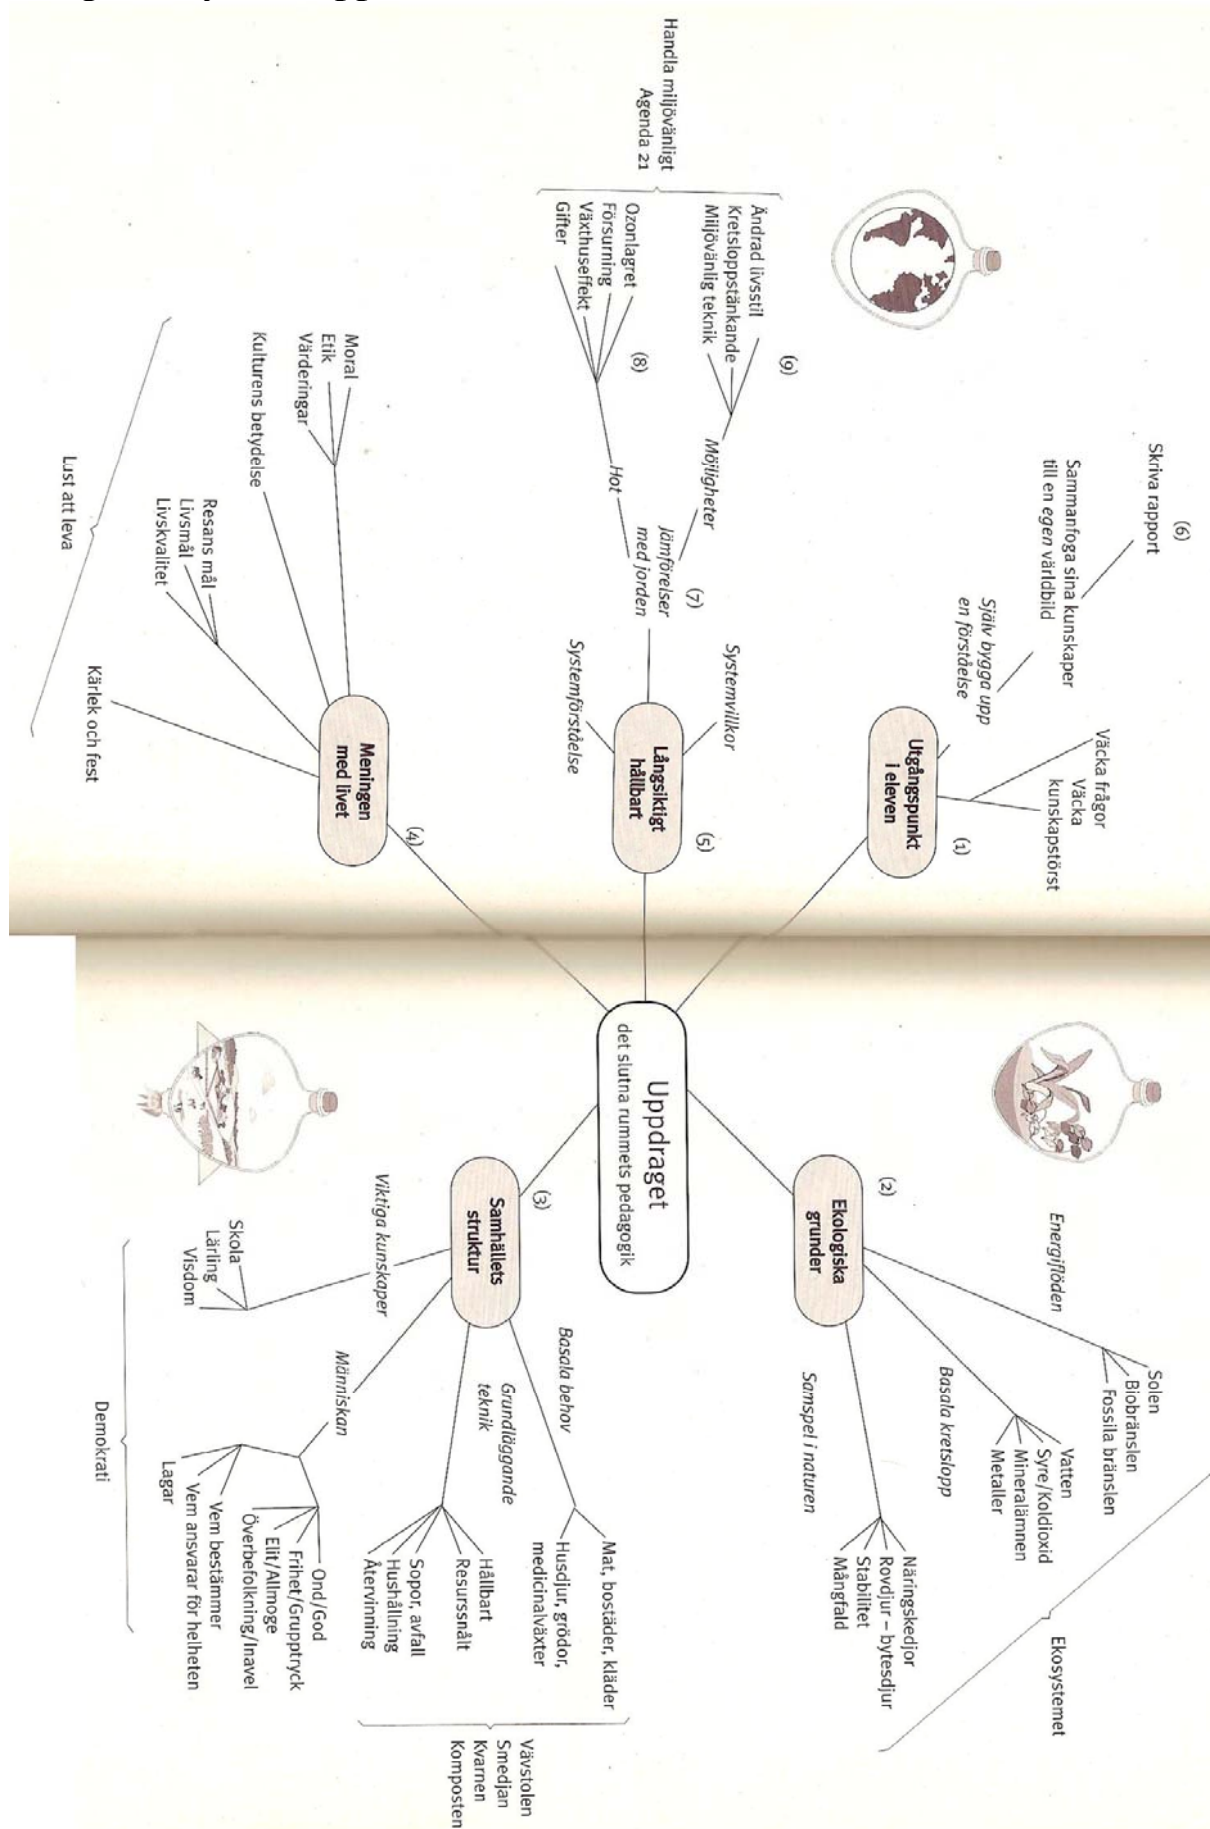 Uppdraget
det slutna rummets pedagogik
(1)
Utgångspunkt
i eleven
Väcka frågor
Väcka
kunskapstörst
Själv bygga upp
en förståelse
Sammanfoga sina kunskaper
till en egen världbild
(6)
Skriva rapport
(2)
Ekologiska
grunder
Energiflöden
Solen
Biobränslen
Fossila bränslen
Basala kretslopp
Vatten
Syre/Koldioxid
Mineralämnen
Metaller
Samspel i naturen
Näringskedjor
Rovdjur – bytesdjur
Stabilitet
Mångfald
Ekosystemet
(3)
Samhällets
struktur
Basala behov
Mat, bostäder, kläder
Husdjur, grödor,
medicinalväxter
Grundläggande
teknik
Hållbart
Resurssnålt
Sopor, avfall
Hushållning
Återvinning
Vävstolen
Smedjan
Kvarnen
Komposten
Människan
Ond/God
Frihet/Grupptryck
Elit/Allmoge
Överbefolkning/Inavel
Vem bestämmer
Vem ansvarar för helheten
Lagar
Viktiga kunskaper
Skola
Lärling
Visdom
Demokrati
(4)
Meningen
med livet
Moral
Etik
Värderingar
Kulturens betydelse
Resans mål
Livsmål
Livskvalitet
Kärlek och fest
Lust att leva
(5)
Långsiktigt
hållbart
Systemvillkor
Systemförståelse
(7)
Jämförelser
med jorden
Möjligheter
(9)
Ändrad livsstil
Kretsloppstänkande
Miljövänlig teknik
Hot
(8)
Ozonlagret
Försurning
Växthuseffekt
Gifter
Handla miljövänligt
Agenda 21